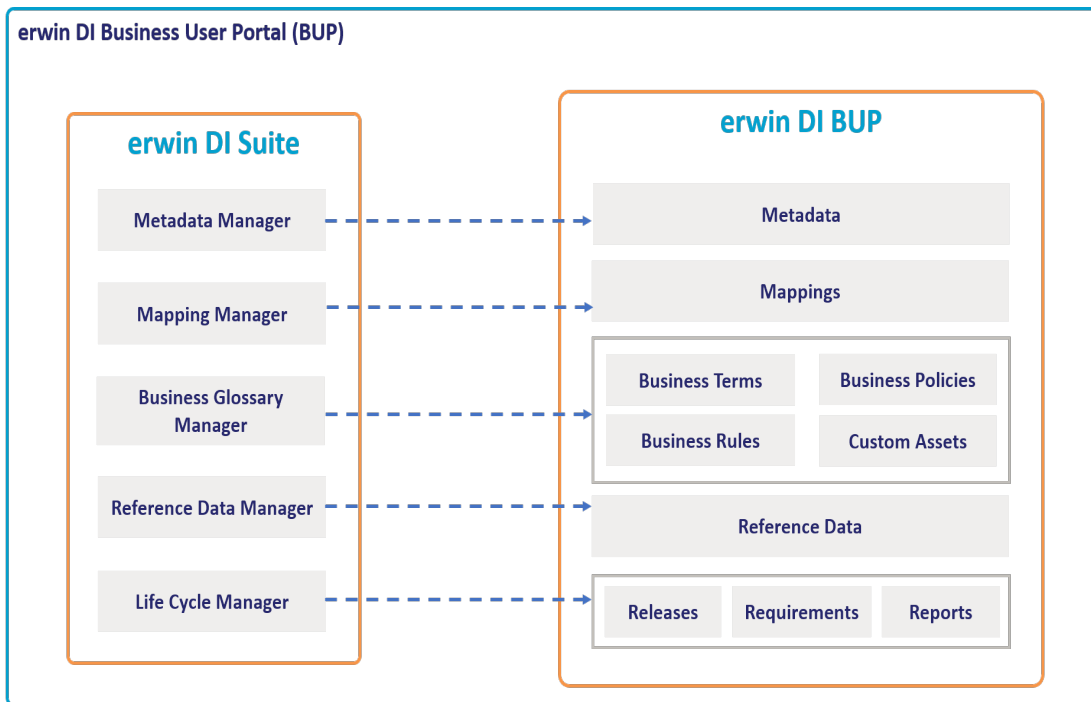 erwin DI Business User Portal (BUP)
erwin DI Suite
Metadata Manager
Mapping Manager
Business Glossary
Manager
Reference Data Manager
Life Cycle Manager
erwin DI BUP
Metadata
Mappings
Business Terms
Business Policies
Business Rules
Custom Assets
Reference Data
Releases
Requirements
Reports